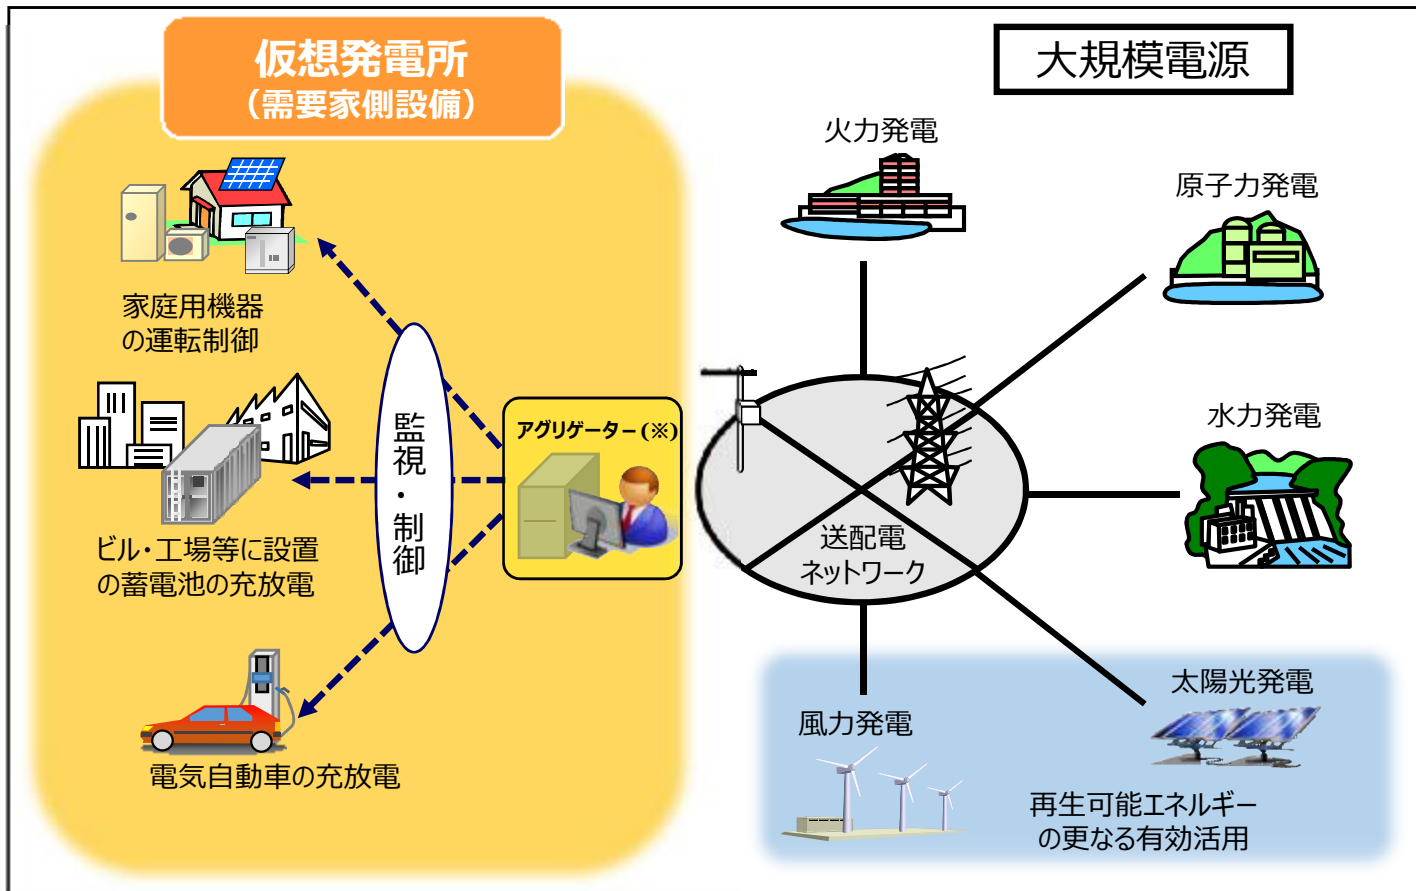 仮想発電所
（需要家側設備）
家庭用機器
の運転制御
ビル・工場等に設置
の蓄電池の充放電
電気自動車の充放電
監視・制御
アグリゲーター（※）
大規模電源
火力発電
原子力発電
水力発電
送配電
ネットワーク
太陽光発電
風力発電
再生可能エネルギー
の更なる有効活用